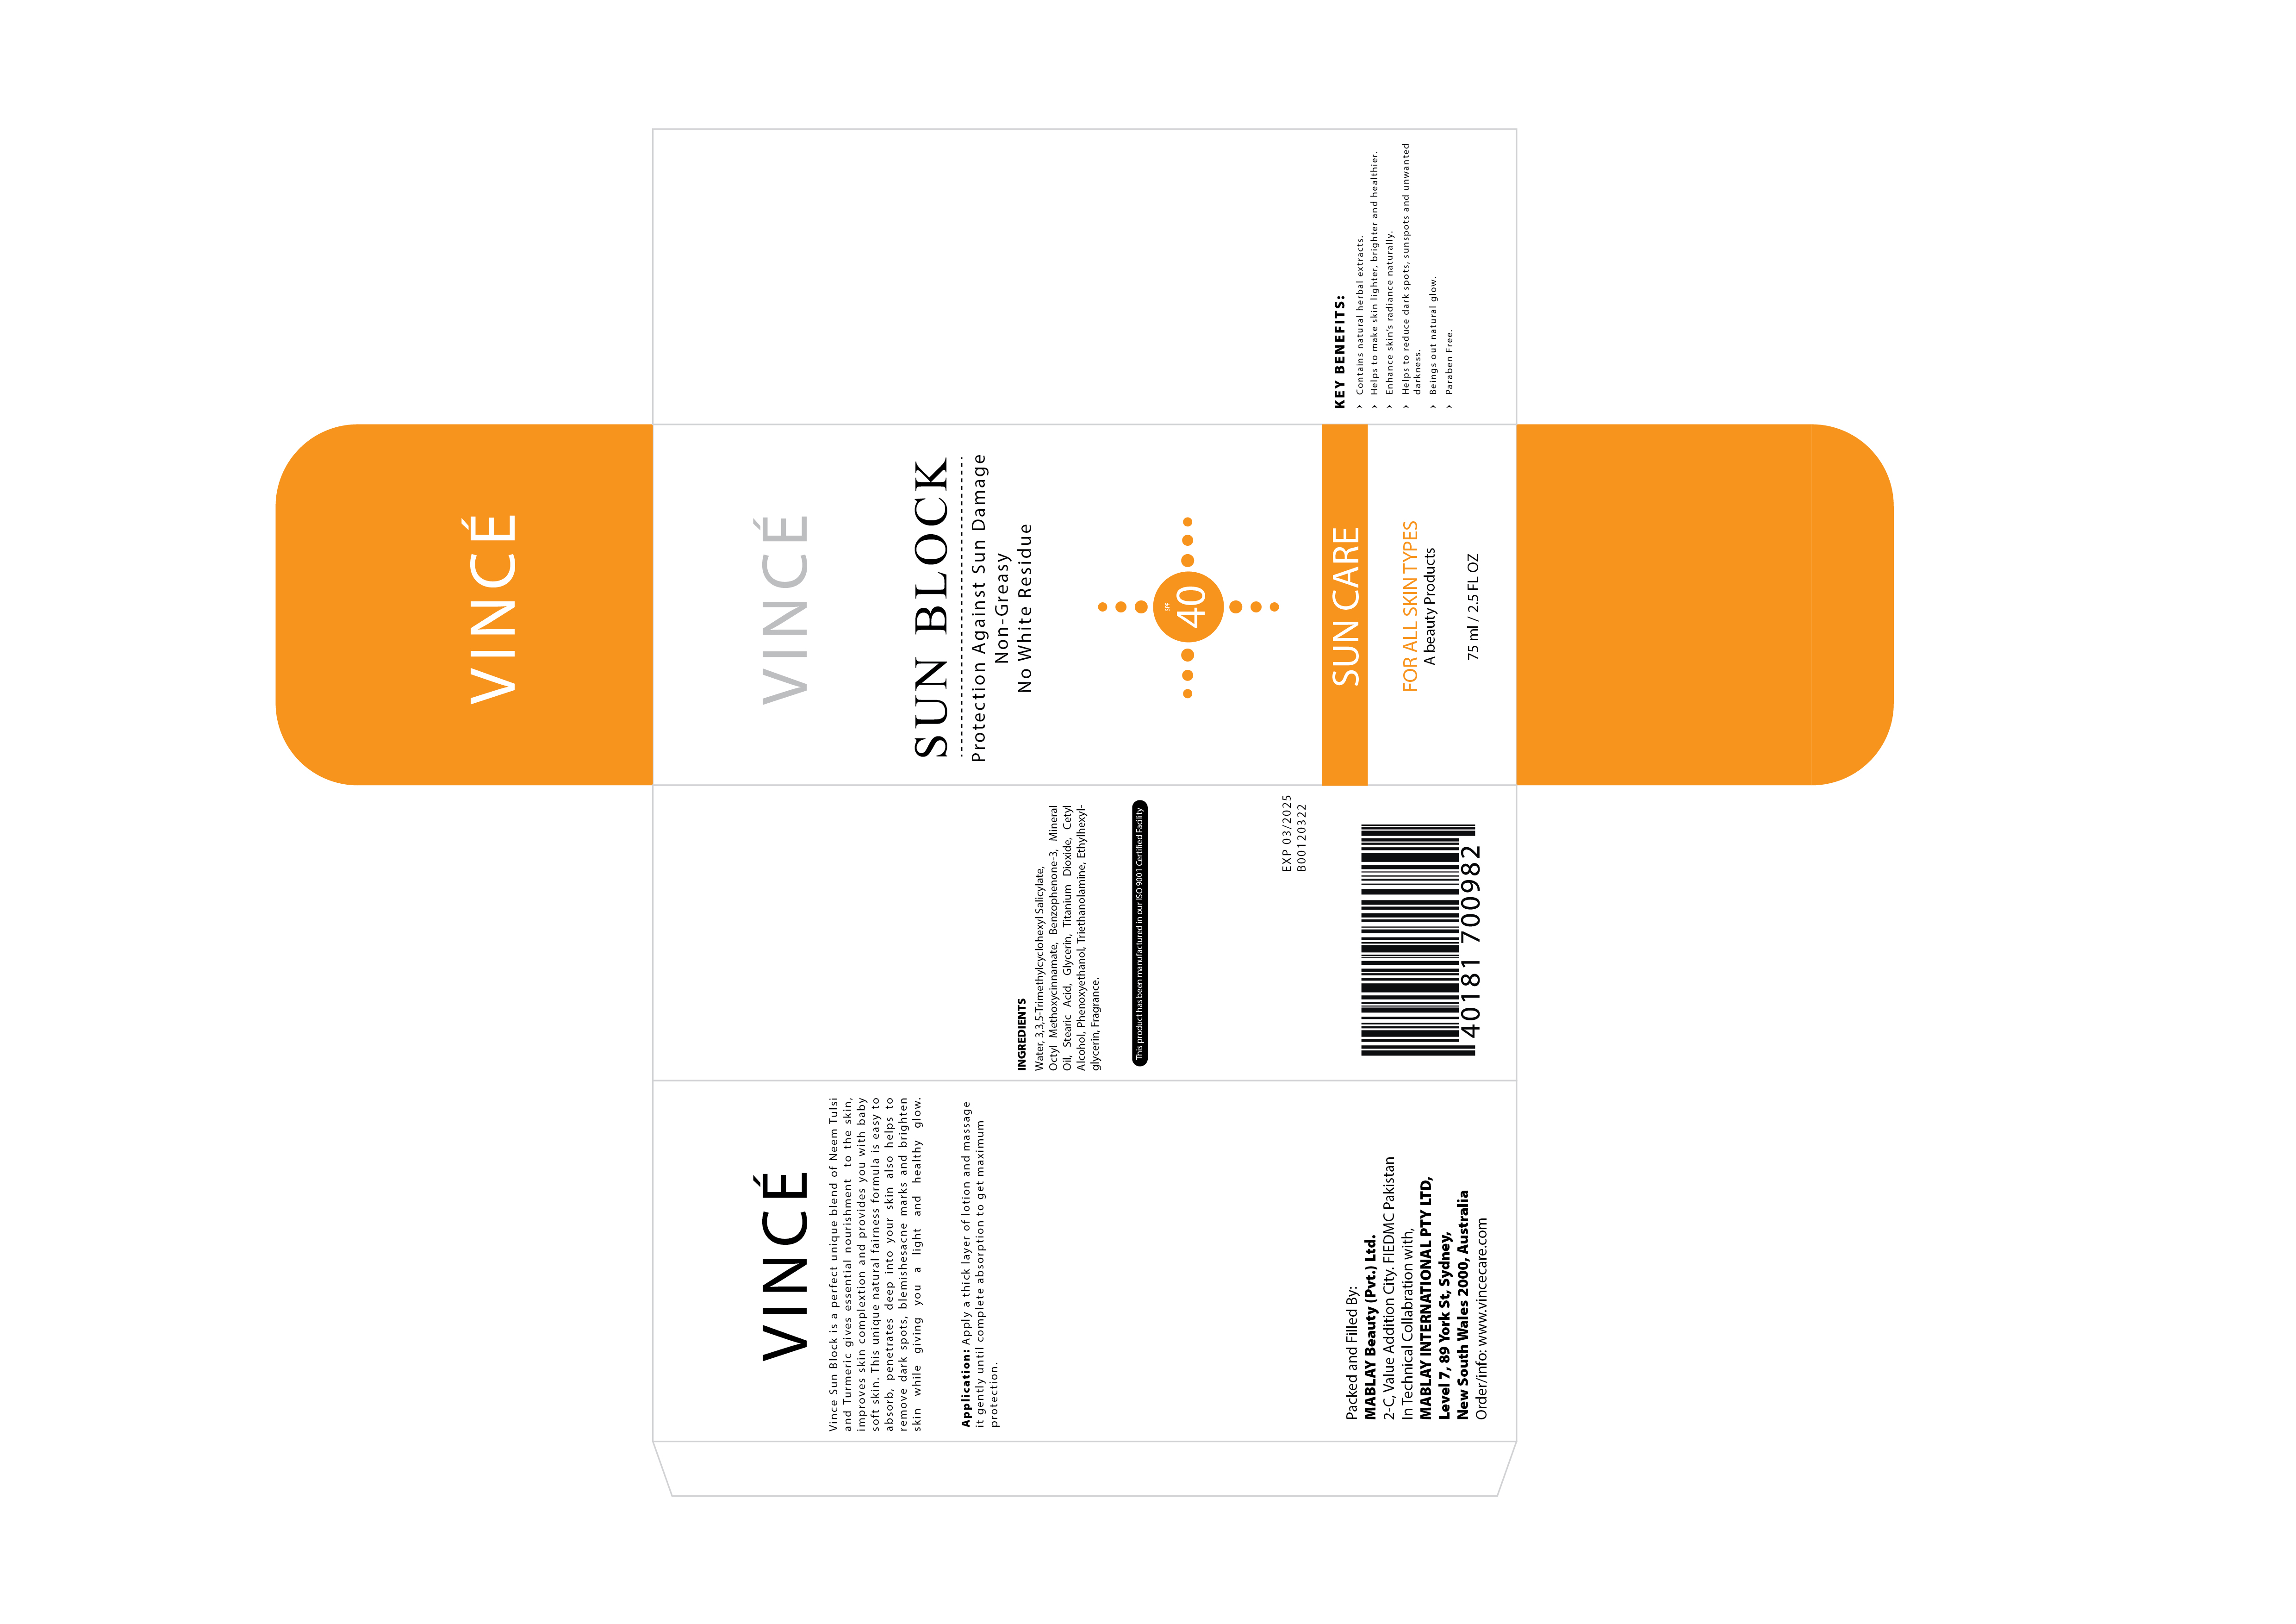 VINCÉ
VINCÉ
SUN BLOCK
Protection Against Sun Damage
Non-Greasy
No White Residue
SPF
40
SUN CARE
FOR ALL SKIN TYPES
A beauty Products
75 ml / 2.5 FL OZ
KEY BENEFITS:
› Contains natural herbal extracts.
› Helps to make skin lighter, brighter and healthier.
› Enhance skin's radiance naturally.
› Helps to reduce dark spots, sunspots and unwanted
darkness.
› Beings out natural glow.
› Paraben Free.
INGREDIENTS
Water, 3,3,5-Trimethylcyclohexyl Salicylate,
Octyl Methoxycinnamate, Benzophenone-3, Mineral
Oil, Stearic Acid, Glycerin, Titanium Dioxide, Cetyl
Alcohol, Phenoxyethanol, Triethanolamine, Ethylhexyl-
glycerin, Fragrance.
This product has been manufactured in our ISO 9001 Certified Facility
EXP 03/2025
B00120322
40181 700982
VINCÉ
Vince Sun Block is a perfect unique blend of Neem Tulsi
and Turmeric gives essential nourishment to the skin,
improves skin complextion and provides you with baby
soft skin. This unique natural fairness formula is easy to
absorb, penetrates deep into your skin also helps to
remove dark spots, blemishesacne marks and brighten
skin while giving you a light and healthy glow.
Application: Apply a thick layer of lotion and massage
it gently until complete absorption to get maximum
protection.
Packed and Filled By:
MABLAY Beauty (Pvt.) Ltd.
2-C, Value Addition City. FIEDMC Pakistan
In Technical Collabration with,
MABLAY INTERNATIONAL PTY LTD,
Level 7, 89 York St, Sydney,
New South Wales 2000, Australia
Order/info: www.vincecare.com